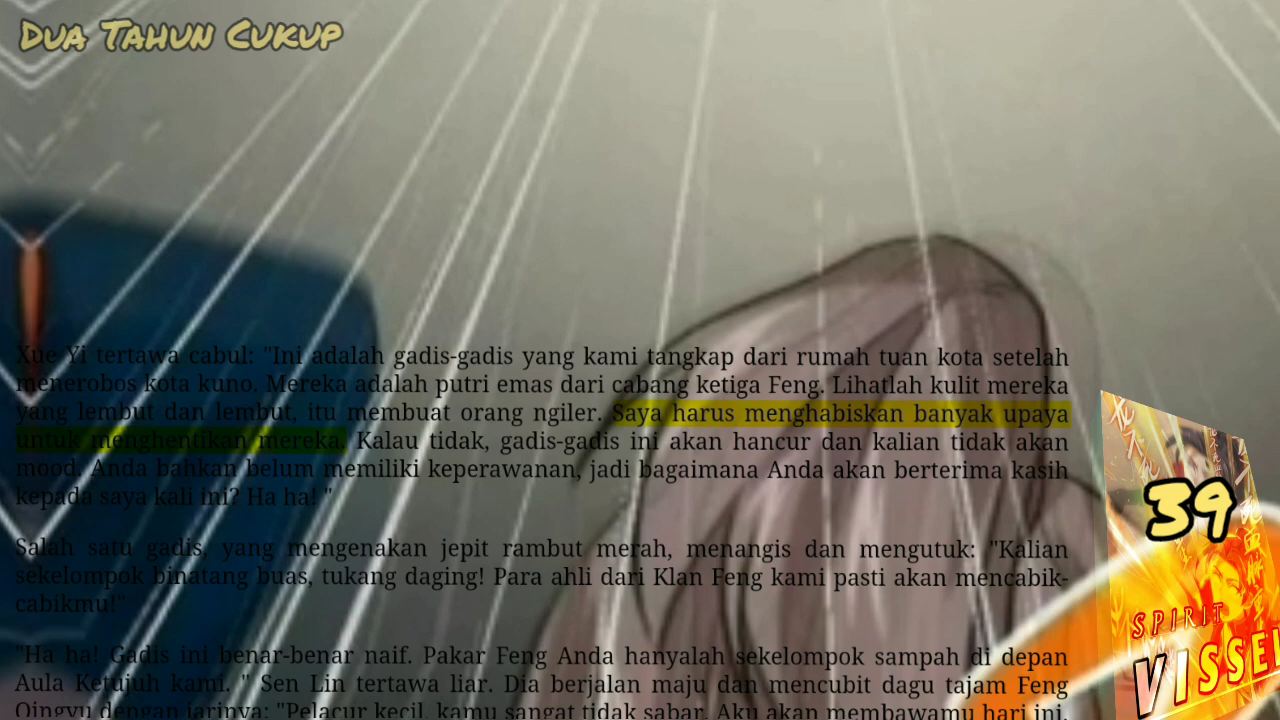 Dua Tahun Cukup
Xue Yi tertawa cabul: "Ini adalah gadis-gadis yang kami tangkap dari rumah tuan kota setelah
menerobos kota kuno. Mereka adalah putri emas dari cabang ketiga Feng. Lihatlah kulit mereka
yang lembut dan lembut, itu membuat orang ngiler. Saya harus menghabiskan banyak upaya
untuk menghentikan mereka. Kalau tidak, gadis-gadis ini akan hancur dan kalian tidak akan
mood. Anda bahkan belum memiliki keperawanan, jadi bagaimana Anda akan berterima kasih
kepada saya kali ini? Ha ha! "
Salah satu gadis, yang mengenakan jepit rambut merah, menangis dan mengutuk: "Kalian
sekelompok binatang buas, tukang daging! Para ahli dari Klan Feng kami pasti akan mencabik-
cabikmu!"
"Ha ha! Gadis ini benar-benar naif. Pakar Feng Anda hanyalah sekelompok sampah di depan
Aula Ketujuh kami. " Sen Lin tertawa liar. Dia berjalan maju dan mencubit dagu tajam Feng
Qingyu dengan jarinya: "Pelacur kecil, kamu sangat tidak sabar. Aku akan membawamu hari ini,
39
SPIRIT
VISSEL